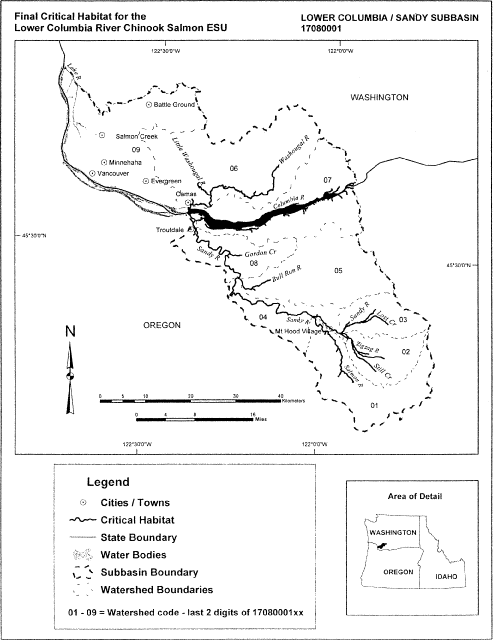 Final Critical Habitat for the
Lower Columbia River Chinook Salmon ESU
LOWER COLUMBIA / SANDY SUBBASIN
17080001
122°30'0"W
122°0'0"W
Lake R
Battle Ground
WASHINGTON
Salmon Creek
09
Minnehaha
Vancouver
Evergreen
Little Washougal R
06
Washougal R
07
Camas
Columbia R
Troutdale
45°30'0"N
45°30'0"N
Sandy R
Gordon Cr
08
Bull Run R
05
OREGON
04
Sandy R
Mt Hood Village
Sandy R
Lost Cr
03
Zigzag R
02
Still Cr
Salmon R
01
N
0 5 10 20 30 40
Kilometers
0 4 8 16
Miles
122°30'0"W
122°0'0"W
Legend
Cities / Towns
Critical Habitat
State Boundary
Water Bodies
Subbasin Boundary
Watershed Boundaries
01 - 09 = Watershed code - last 2 digits of 17080001xx
Area of Detail
WASHINGTON
OREGON
IDAHO